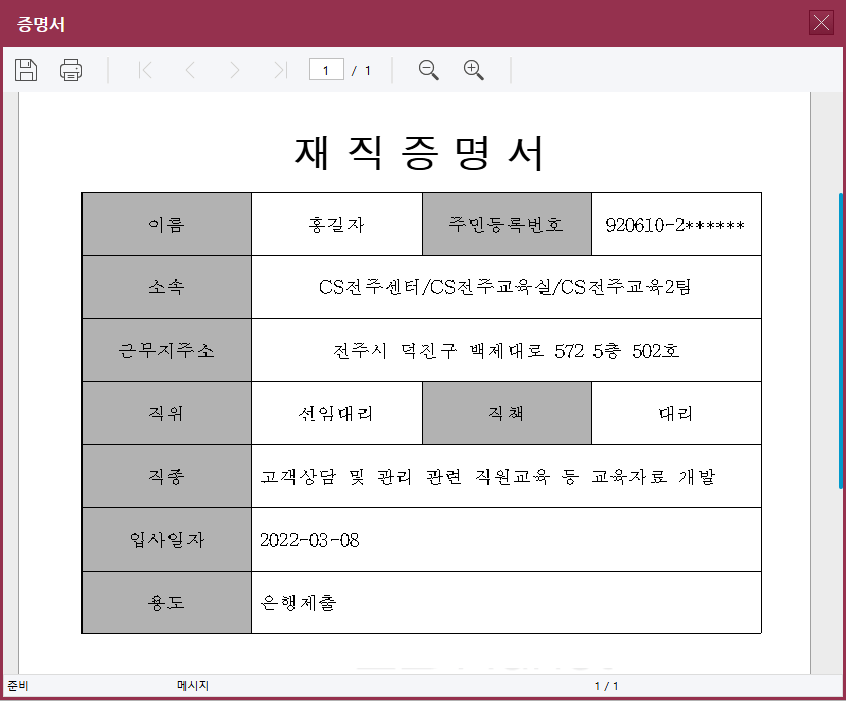 증명서
1 / 1
재 직 증 명 서
이름 홍길자 주민등록번호 920610-2******
소속 CS전주센터/CS전주교육실/CS전주교육2팀
근무지주소 전주시 덕진구 백제대로 572 5층 502호
직위 선임대리 직책 대리
직종 고객상담 및 관리 관련 직원교육 등 교육자료 개발
입사일자 2022-03-08
용도 은행제출
준비 메시지 1 / 1